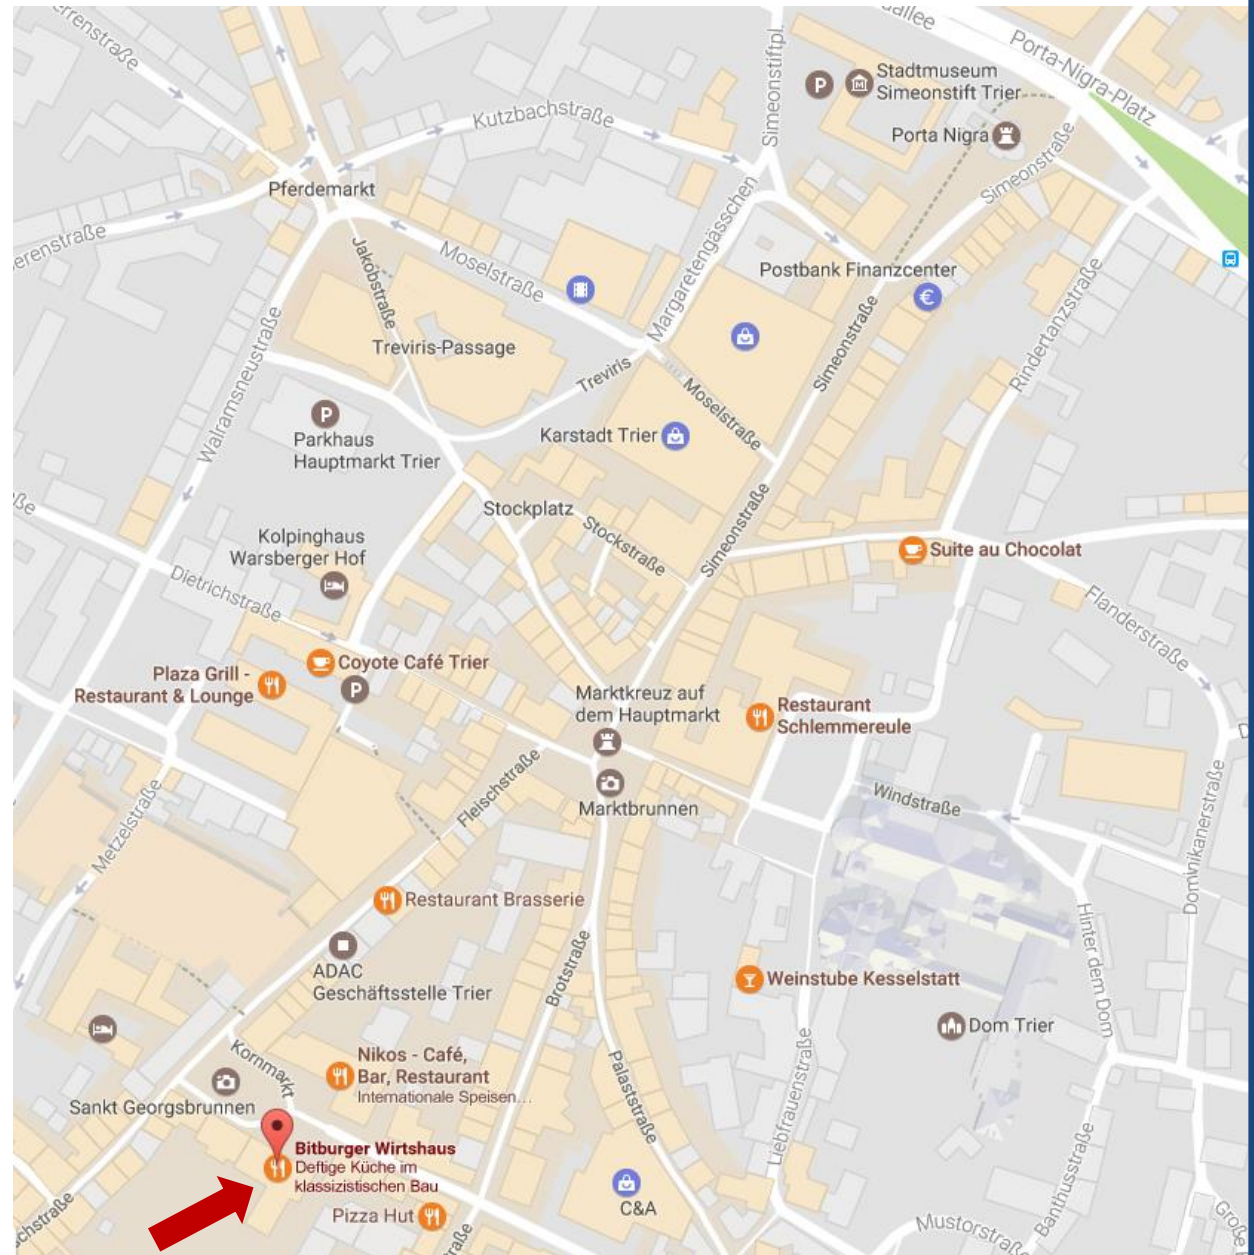 Porta-Nigra-Platz
Stadtmuseum
Simeonstift Trier
Simeonstiftpl.
Kutzbachstraße
Porta Nigra
Simeonstraße
Pferdemarkt
Jakobstraße
Moselstraße
Margaretengässchen
Postbank Finanzcenter
Rindertanzstraße
Walramsneustraße
Treviris-Passage
Treviris
Simeonstraße
Moselstraße
Parkhaus
Hauptmarkt Trier
Karstadt Trier
Stockplatz
Stockstraße
Simeonstraße
Kolpinghaus
Warsberger Hof
Suite au Chocolat
Dietrichstraße
Flanderstraße
Coyote Café Trier
Plaza Grill -
Restaurant & Lounge
Marktkreuz auf
dem Hauptmarkt
Restaurant
Schlemmereule
Fleischstraße
Marktbrunnen
Windstraße
Metzelstraße
Dominikanerstraße
Restaurant Brasserie
Hinter dem Dom
ADAC
Geschäftsstelle Trier
Brotstraße
Weinstube Kesselstatt
Dom Trier
Kornmarkt
Nikos - Café,
Bar, Restaurant
Internationale Speisen...
Sankt Georgsbrunnen
Palaststraße
Liebfrauenstraße
Banthusstraße
Bitburger Wirtshaus
Deftige Küche im
klassizistischen Bau
C&A
Pizza Hut
Mustorstraße
Große